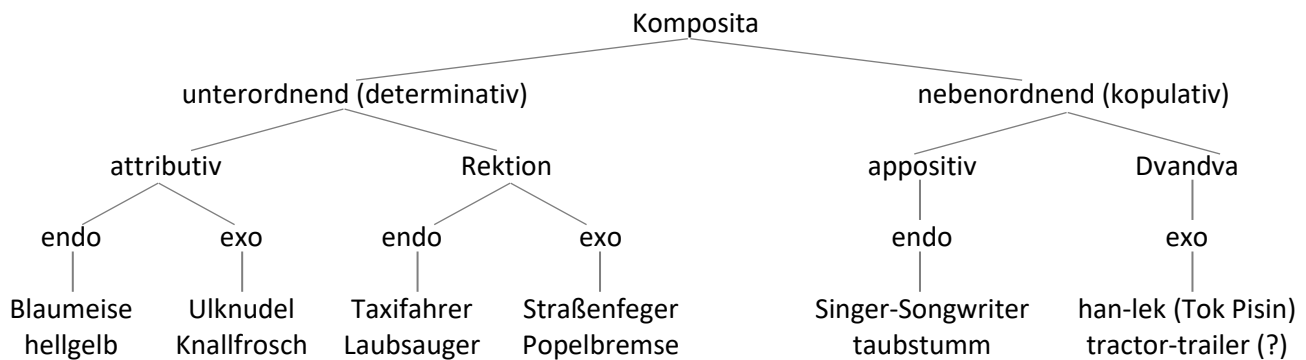 Komposita
unterordnend (determinativ) nebenordnend (kopulativ)
attributiv Rektion appositiv Dvandva
endo exo endo exo endo exo
Blaumeise Ulknudel Taxifahrer Straßenfeger Singer-Songwriter han-lek (Tok Pisin)
hellgelb Knallfrosch Laubsauger Popelbremse taubstumm tractor-trailer (?)